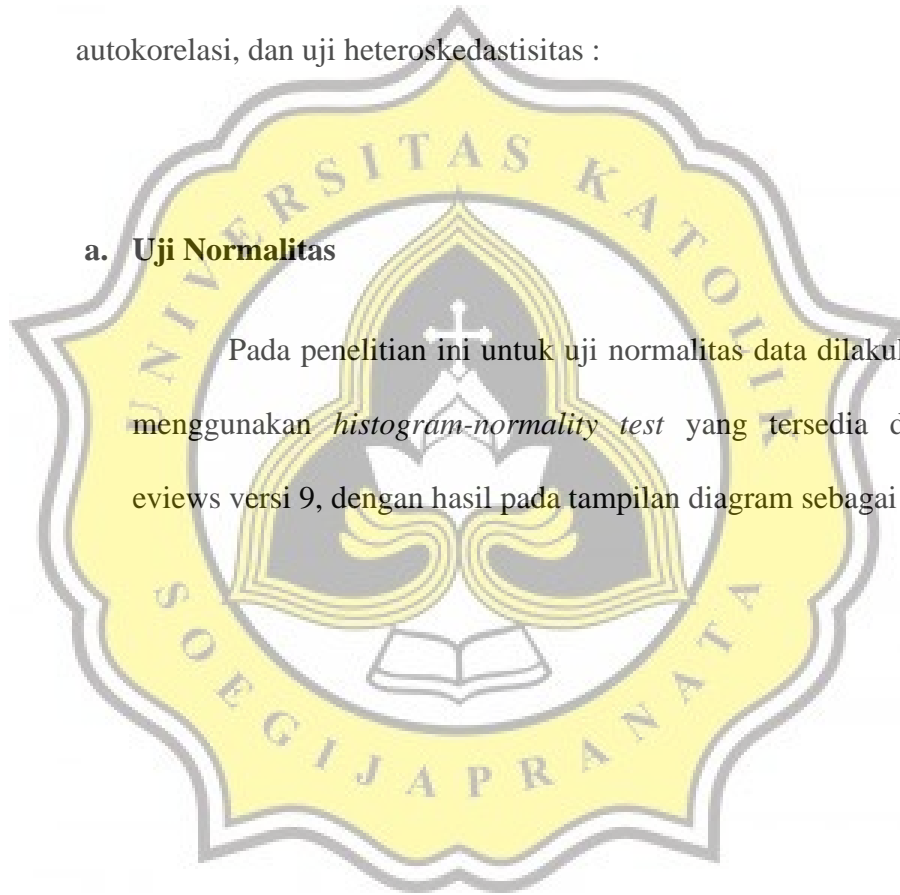 autokorelasi, dan uji heteroskedastisitas :
UNIVERSITAS KATOLIK
a. Uji Normalitas
Pada penelitian ini untuk uji normalitas data
menggunakan histogram-normality test yang tersedia
eviews versi 9, dengan hasil pada tampilan diagram sebagai
SOEGIJAPRANATA